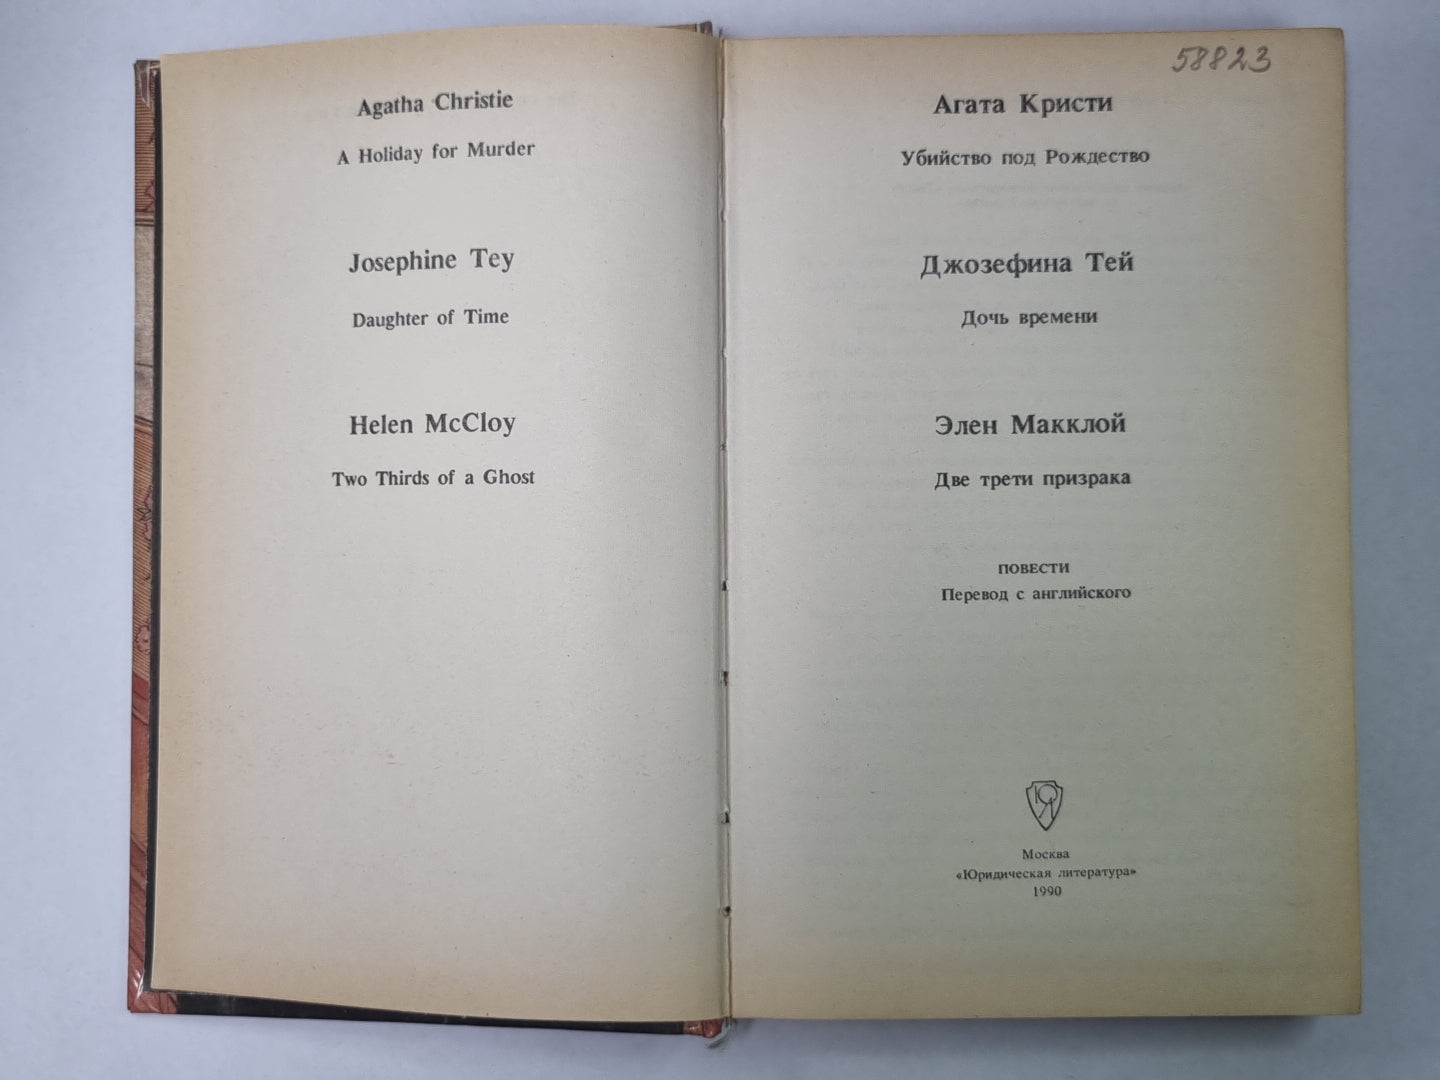 Agatha Christie
A Holiday for Murder
Josephine Tey
Daughter of Time
Helen McCloy
Two Thirds of a Ghost
58823
Агата Кристи
Убийство под Рождество
Джозефина Тей
Дочь времени
Элен Макклой
Две трети призрака
ПОВЕСТИ
Перевод с английского
Москва
«Юридическая литература»
1990